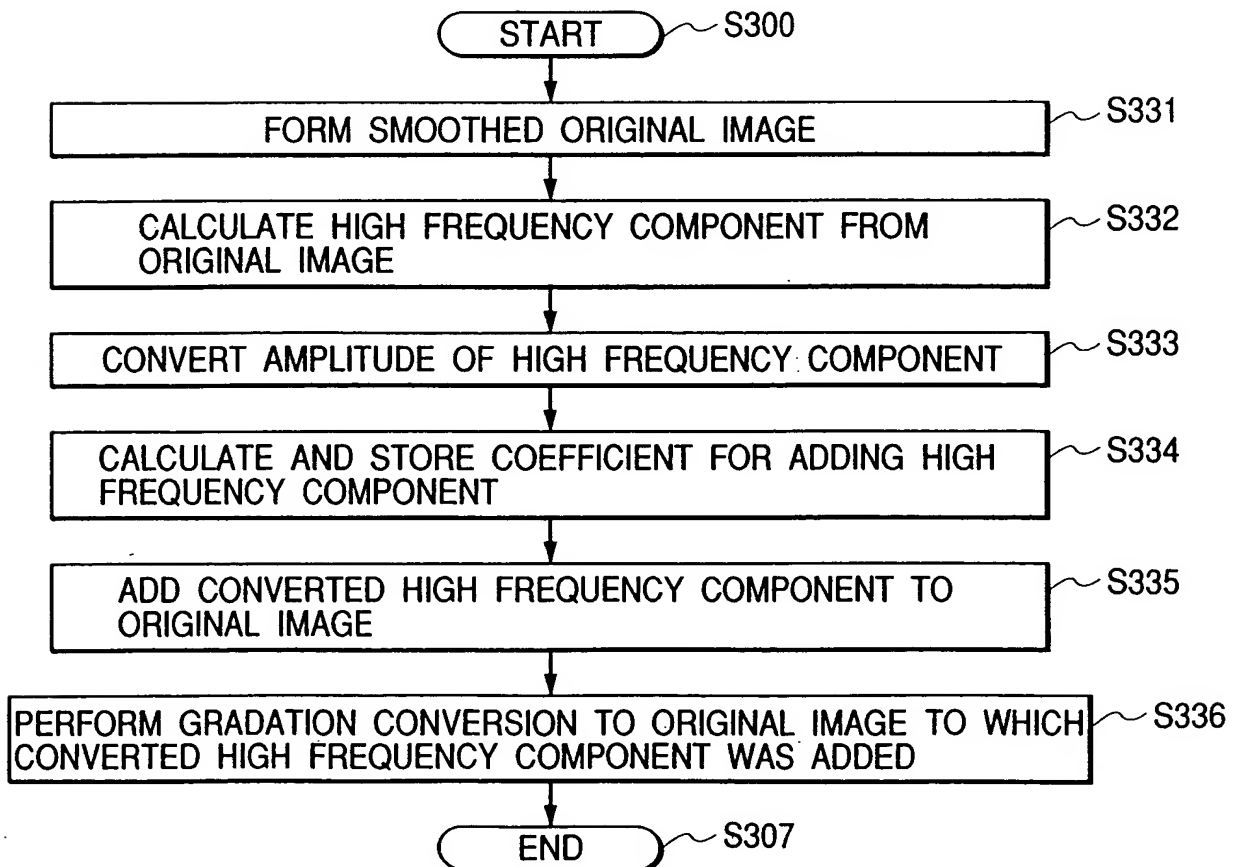 START
S300
FORM SMOOTHED ORIGINAL IMAGE
S331
CALCULATE HIGH FREQUENCY COMPONENT FROM
ORIGINAL IMAGE
S332
CONVERT AMPLITUDE OF HIGH FREQUENCY COMPONENT
S333
CALCULATE AND STORE COEFFICIENT FOR ADDING HIGH
FREQUENCY COMPONENT
S334
ADD CONVERTED HIGH FREQUENCY COMPONENT TO
ORIGINAL IMAGE
S335
PERFORM GRADATION CONVERSION TO ORIGINAL IMAGE TO WHICH
CONVERTED HIGH FREQUENCY COMPONENT WAS ADDED
S336
END
S307